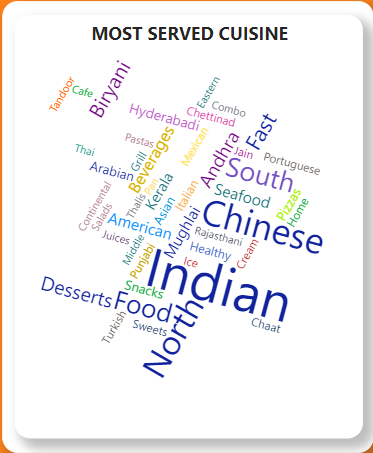 MOST SERVED CUISINE
Tandoor
Cafe
Biryani
Eastern
Combo
Hyderabadi
Chettinad
Fast
Thai
Pastas
Mexican
Andhra
Jain
Portuguese
Grill
Beverages
Arabian
South
Pan
Kerala
Seafood
Continental
Salads
Thalis
Asian
Italian
Pizzas
Home
American
Chinese
Juices
Middle
Mughlai
Rajasthani
Healthy
Cream
Punjabi
Ice
Indian
Desserts
Snacks
Food
North
Turkish
Sweets
Chaat